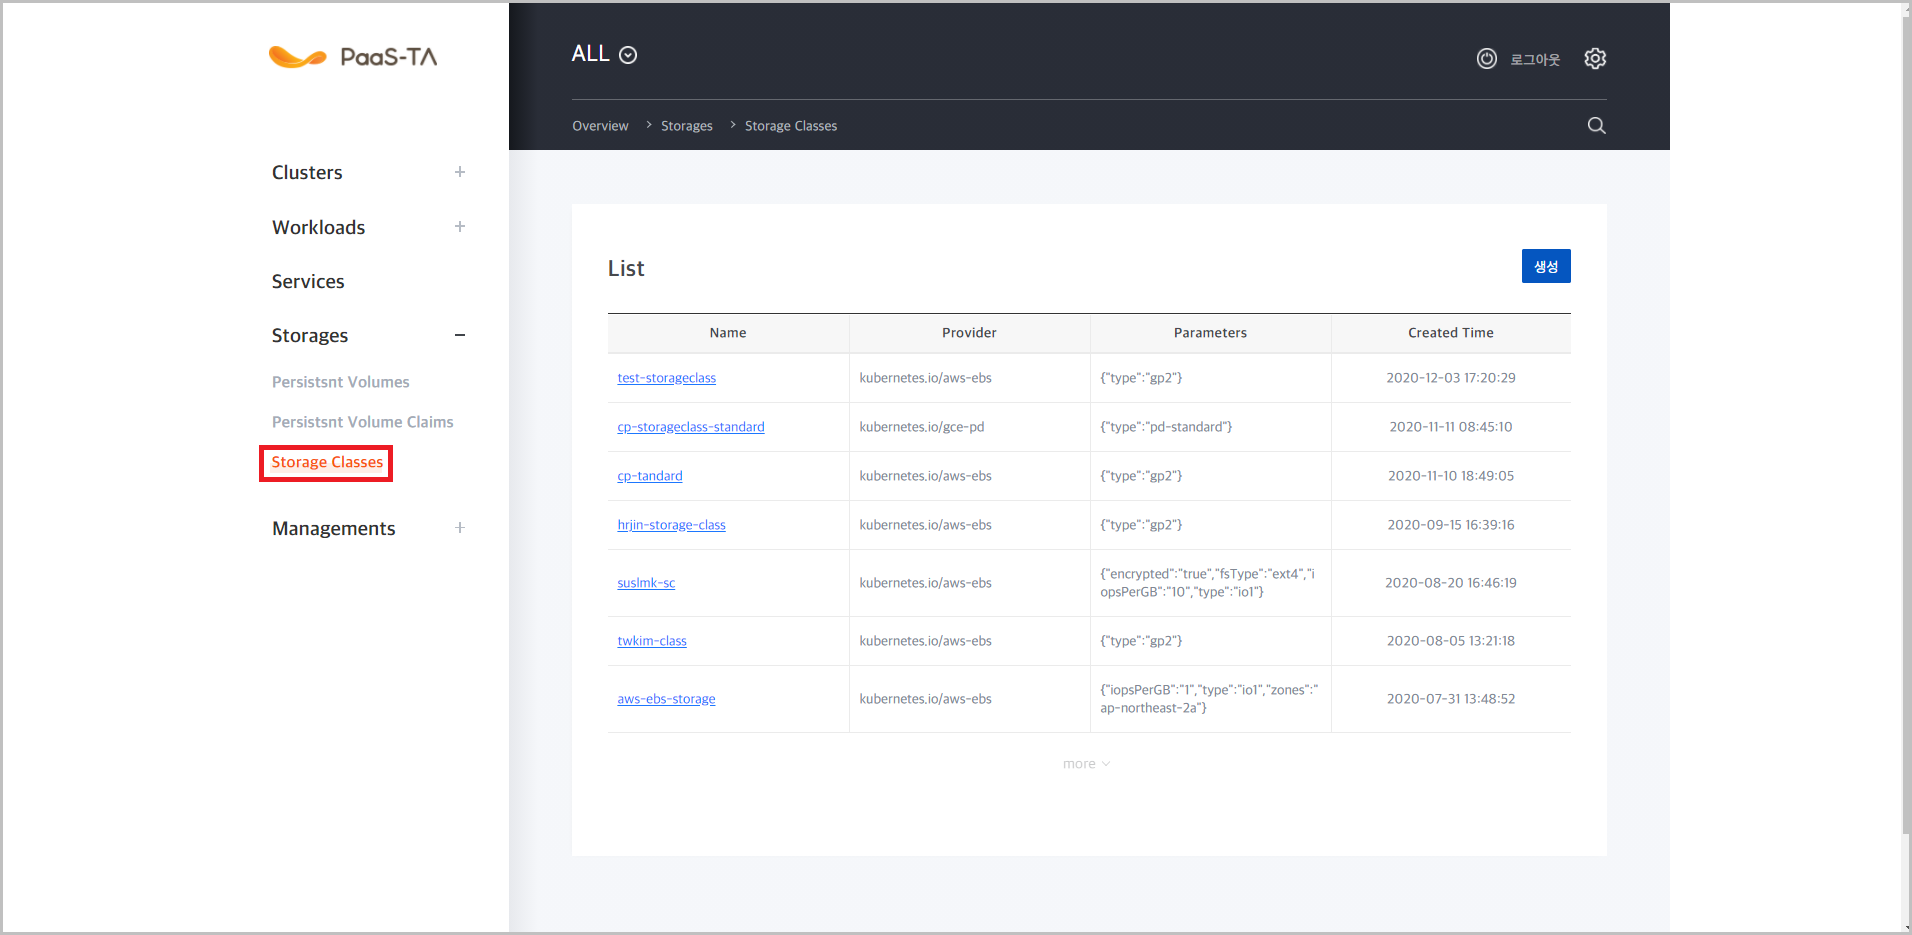 PaaS-TA
ALL
로그아웃
Overview > Storages > Storage Classes
Clusters +
Workloads +
Services
Storages −
Persistsnt Volumes
Persistsnt Volume Claims
Storage Classes
Managements +
List
생성
Name Provider Parameters Created Time
test-storageclass kubernetes.io/aws-ebs {"type":"gp2"} 2020-12-03 17:20:29
cp-storageclass-standard kubernetes.io/gce-pd {"type":"pd-standard"} 2020-11-11 08:45:10
cp-tandard kubernetes.io/aws-ebs {"type":"gp2"} 2020-11-10 18:49:05
hrjin-storage-class kubernetes.io/aws-ebs {"type":"gp2"} 2020-09-15 16:39:16
suslmk-sc kubernetes.io/aws-ebs {"encrypted":"true","fsType":"ext4","i
opsPerGB":"10","type":"io1"} 2020-08-20 16:46:19
twkim-class kubernetes.io/aws-ebs {"type":"gp2"} 2020-08-05 13:21:18
aws-ebs-storage kubernetes.io/aws-ebs {"iopsPerGB":"1","type":"io1","zones":"
ap-northeast-2a"} 2020-07-31 13:48:52
more